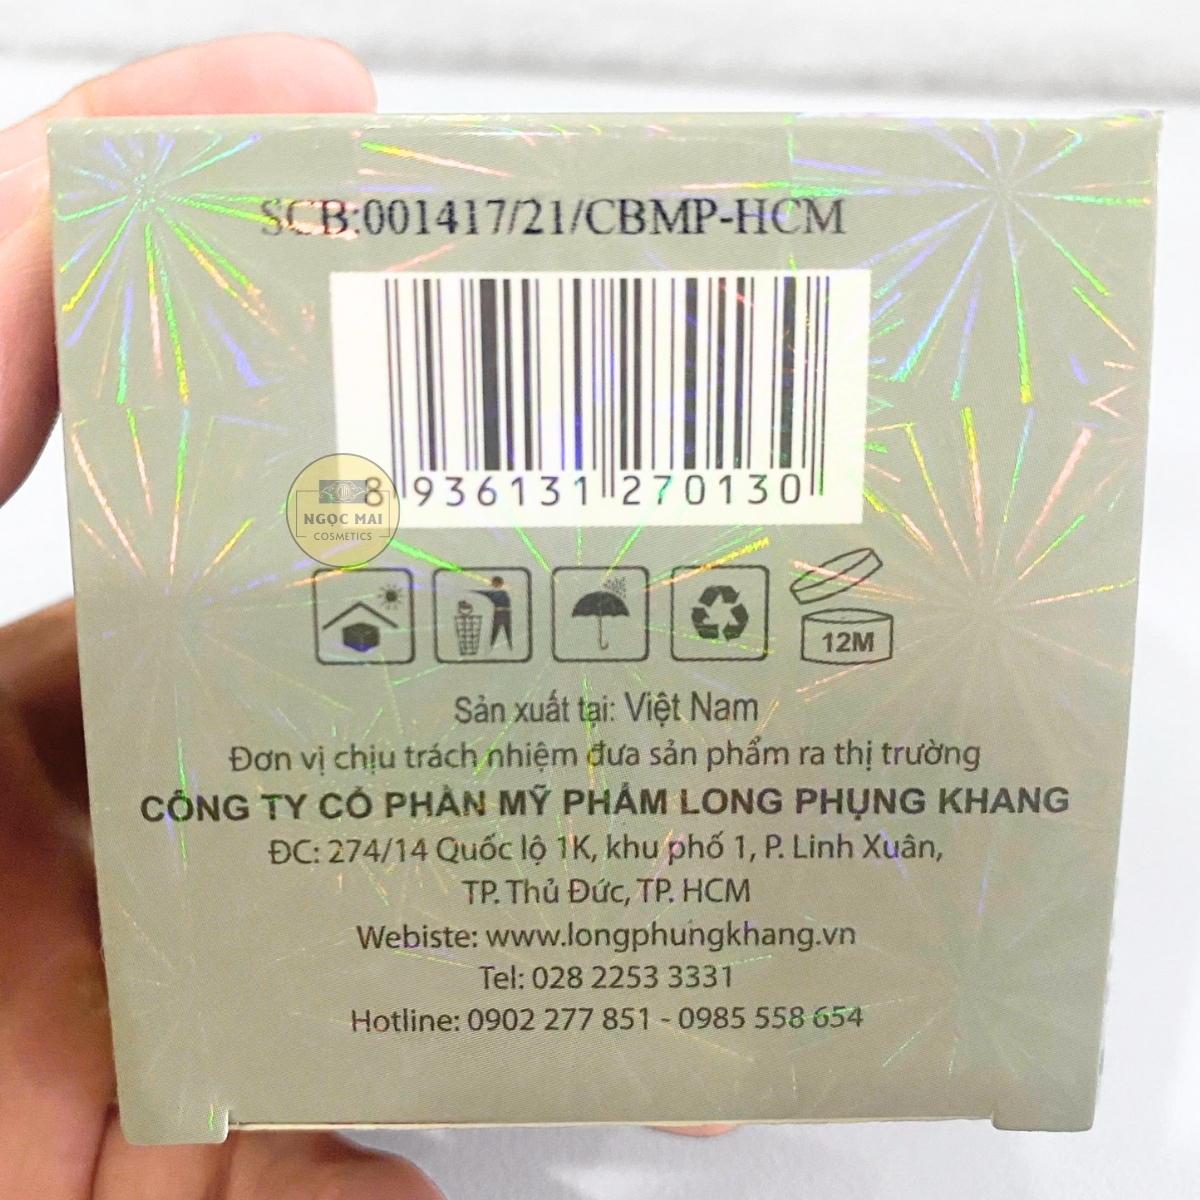 SCB:001417/21/CBMP-HCM
8 936131 270130
NGỌC MAI
COSMETICS
12M
Sản xuất tại: Việt Nam
Đơn vị chịu trách nhiệm đưa sản phẩm ra thị trường
CÔNG TY CỔ PHẦN MỸ PHẨM LONG PHỤNG KHANG
ĐC: 274/14 Quốc lộ 1K, khu phố 1, P. Linh Xuân,
TP. Thủ Đức, TP. HCM
Webiste: www.longphungkhang.vn
Tel: 028 2253 3331
Hotline: 0902 277 851 - 0985 558 654